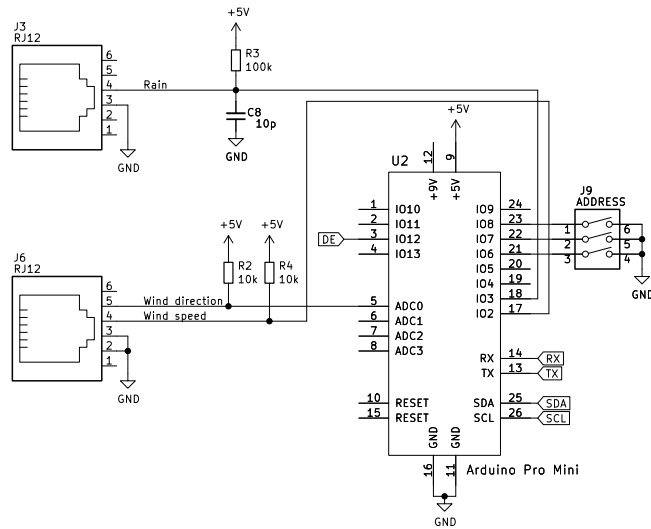 J3
RJ12
6
5
4
3
2
1
Rain
GND
+5V
R3
100k
C8
10p
GND
J6
RJ12
6
5
4
3
2
1
Wind direction
Wind speed
GND
+5V
R2
10k
+5V
R4
10k
U2
+5V
12
9
+9V
+5V
1 IO10
2 IO11
DE 3 IO12
4 IO13
5 ADC0
6 ADC1
7 ADC2
8 ADC3
10 RESET
15 RESET
IO9 24
IO8 23
IO7 22
IO6 21
IO5 20
IO4 19
IO3 18
IO2 17
RX 14 RX
TX 13 TX
SDA 25 SDA
SCL 26 SCL
GND
GND
16
11
Arduino Pro Mini
GND
J9
ADDRESS
1 6
2 5
3 4
GND